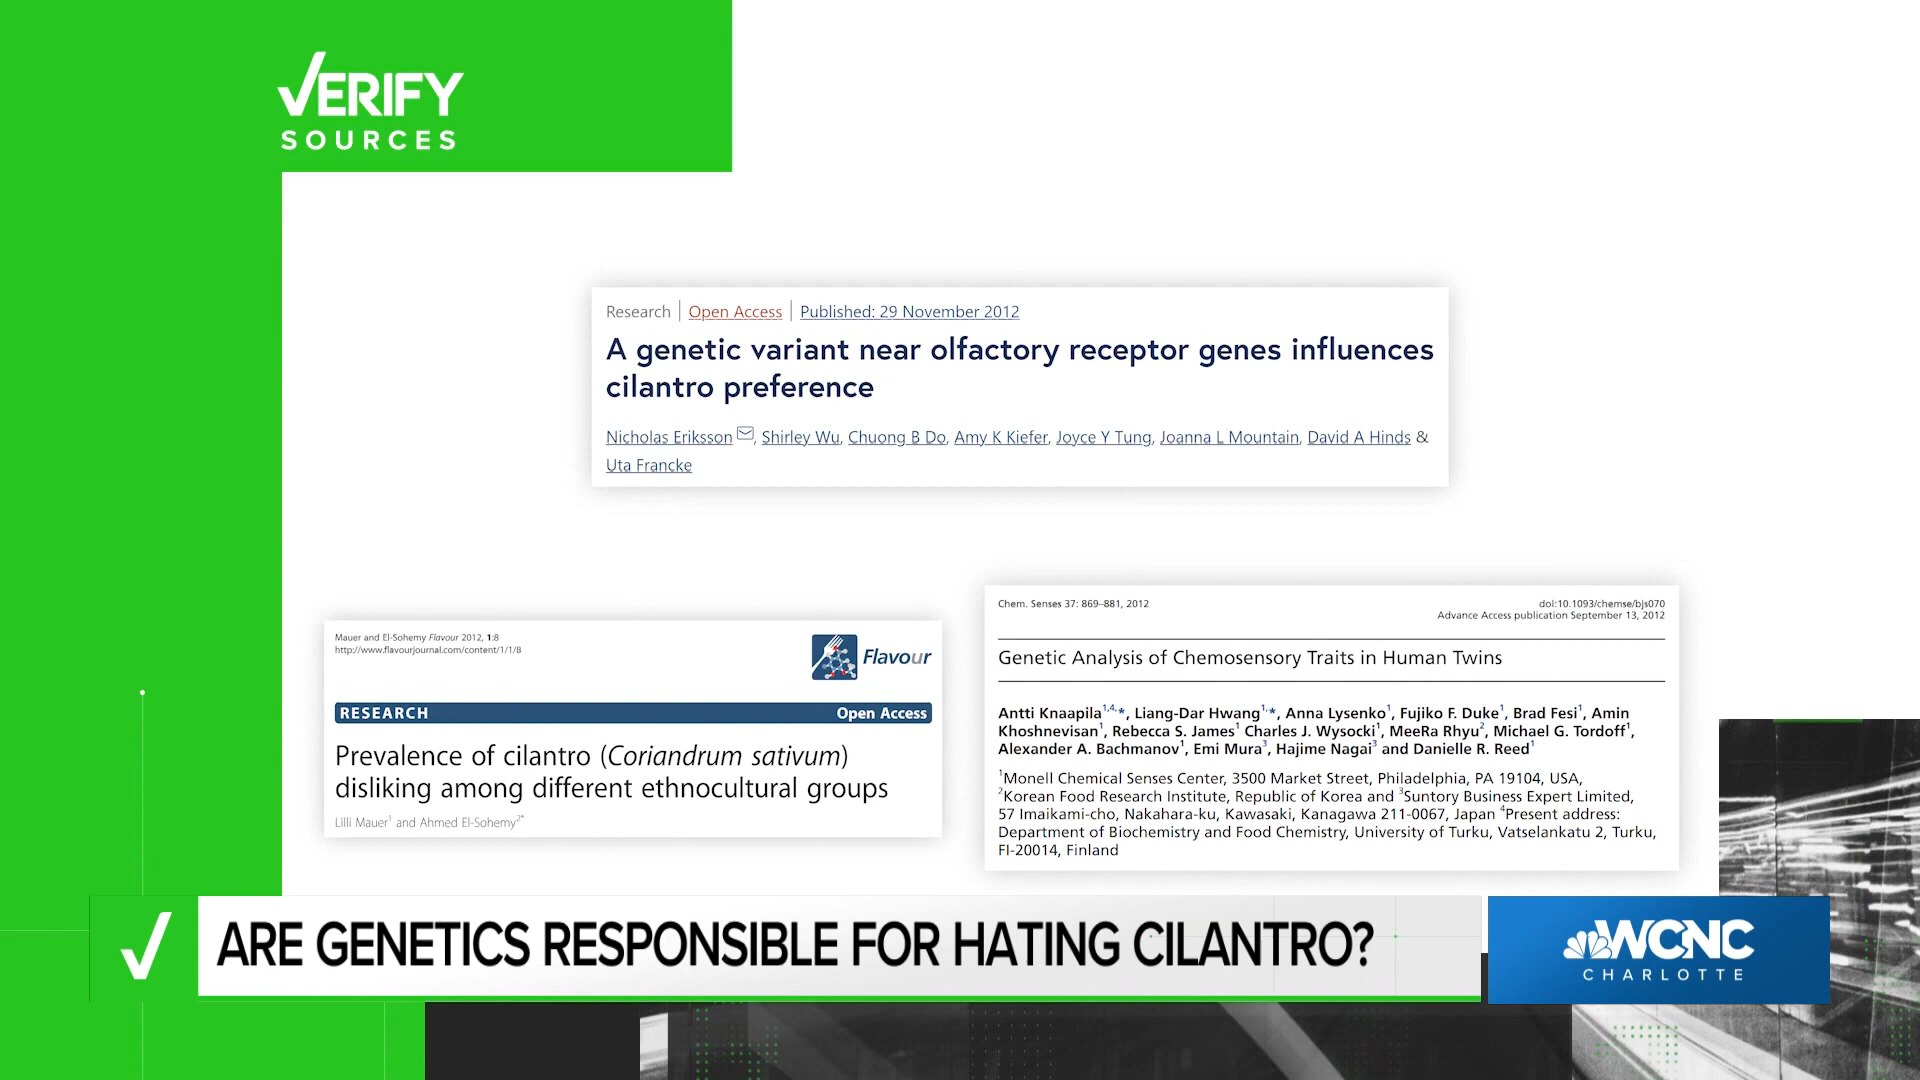 VERIFY
SOURCES
Research | Open Access | Published: 29 November 2012
A genetic variant near olfactory receptor genes influences
cilantro preference
Nicholas Eriksson, Shirley Wu, Chuong B Do, Amy K Kiefer, Joyce Y Tung, Joanna L Mountain, David A Hinds &
Uta Francke
Mauer and El-Sohemy Flavour 2012, 1:8
http://www.flavourjournal.com/content/1/1/8
Flavour
RESEARCH Open Access
Prevalence of cilantro (Coriandrum sativum)
disliking among different ethnocultural groups
Lilli Mauer1 and Ahmed El-Sohemy2*
Chem. Senses 37: 869–881, 2012
doi:10.1093/chemse/bjs070
Advance Access publication September 13, 2012
Genetic Analysis of Chemosensory Traits in Human Twins
Antti Knaapila1,4,*, Liang-Dar Hwang1,*, Anna Lysenko1, Fujiko F. Duke1, Brad Fesi1, Amin
Khoshnevisan1, Rebecca S. James1 Charles J. Wysocki1, MeeRa Rhyu2, Michael G. Tordoff1,
Alexander A. Bachmanov1, Emi Mura3, Hajime Nagai3 and Danielle R. Reed1
1Monell Chemical Senses Center, 3500 Market Street, Philadelphia, PA 19104, USA,
2Korean Food Research Institute, Republic of Korea and 3Suntory Business Expert Limited,
57 Imaikami-cho, Nakahara-ku, Kawasaki, Kanagawa 211-0067, Japan 4Present address:
Department of Biochemistry and Food Chemistry, University of Turku, Vatselankatu 2, Turku,
FI-20014, Finland
ARE GENETICS RESPONSIBLE FOR HATING CILANTRO?
WCNC
CHARLOTTE